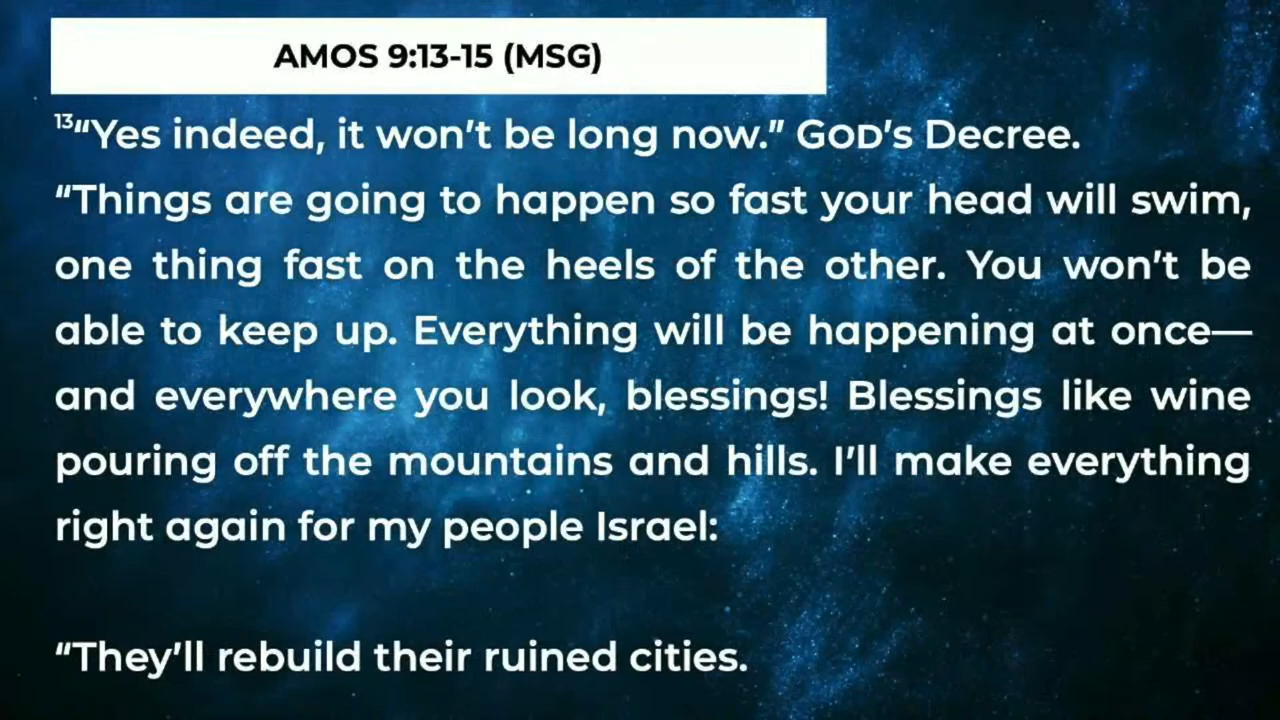 AMOS 9:13-15 (MSG)
13“Yes indeed, it won’t be long now.” GOD’s Decree.
“Things are going to happen so fast your head will swim,
one thing fast on the heels of the other. You won’t be
able to keep up. Everything will be happening at once—
and everywhere you look, blessings! Blessings like wine
pouring off the mountains and hills. I’ll make everything
right again for my people Israel:
“They’ll rebuild their ruined cities.